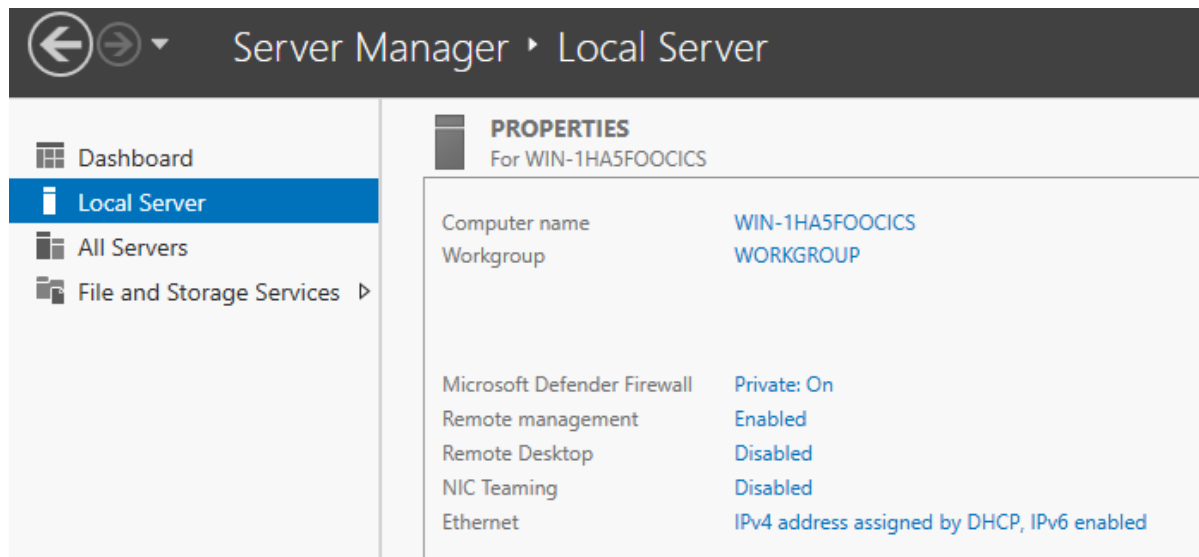 Server Manager ‣ Local Server
Dashboard
Local Server
All Servers
File and Storage Services
PROPERTIES
For WIN-1HA5FOOCICS
Computer name WIN-1HA5FOOCICS
Workgroup WORKGROUP
Microsoft Defender Firewall Private: On
Remote management Enabled
Remote Desktop Disabled
NIC Teaming Disabled
Ethernet IPv4 address assigned by DHCP, IPv6 enabled